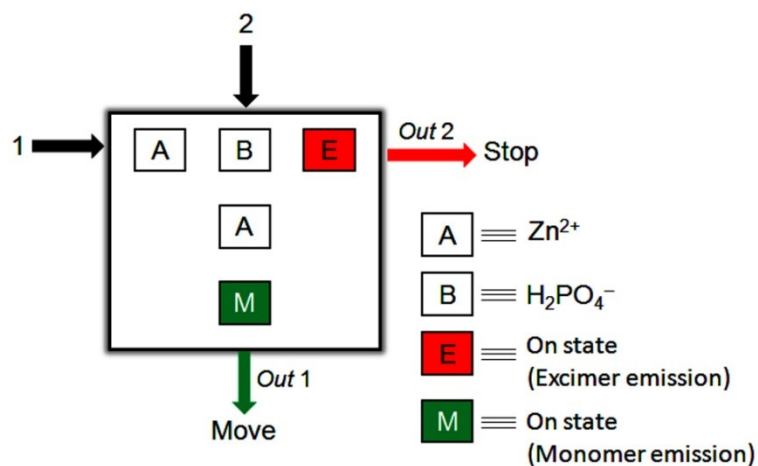 2
1
A B E
Out 2
Stop
A
A ≡ Zn²⁺
B ≡ H₂PO₄⁻
M
E ≡ On state
(Excimer emission)
Out 1
Move
M ≡ On state
(Monomer emission)